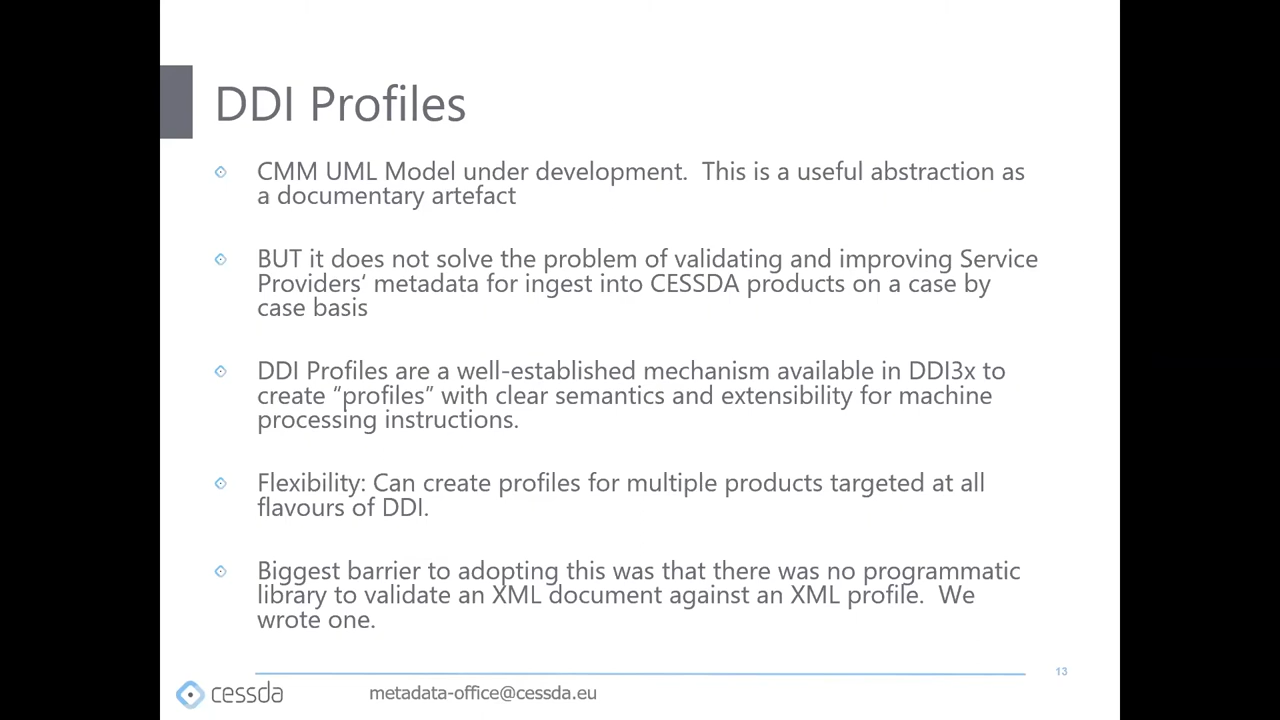 DDI Profiles
CMM UML Model under development.  This is a useful abstraction as
a documentary artefact
BUT it does not solve the problem of validating and improving Service
Providers‘ metadata for ingest into CESSDA products on a case by
case basis
DDI Profiles are a well-established mechanism available in DDI3x to
create “profiles” with clear semantics and extensibility for machine
processing instructions.
Flexibility: Can create profiles for multiple products targeted at all
flavours of DDI.
Biggest barrier to adopting this was that there was no programmatic
library to validate an XML document against an XML profile.  We
wrote one.
13
cessda
metadata-office@cessda.eu